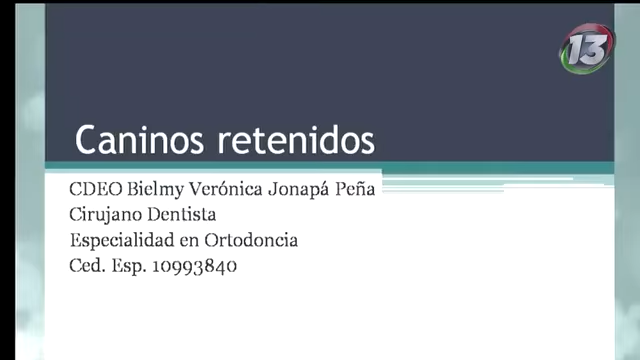 13
Caninos retenidos
CDEO Bielmy Verónica Jonapá Peña
Cirujano Dentista
Especialidad en Ortodoncia
Ced. Esp. 10993840